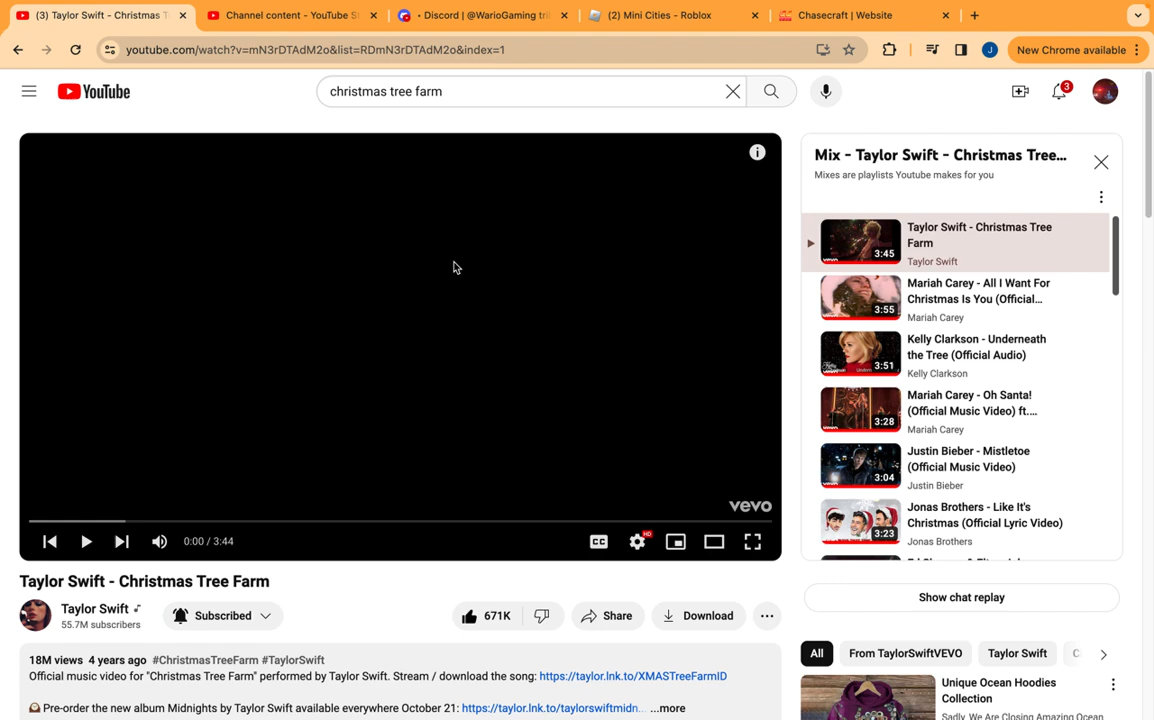 (3) Taylor Swift - Christmas T
Channel content - YouTube S
• Discord | @WarioGaming tri
(2) Mini Cities - Roblox
Chasecraft | Website
youtube.com/watch?v=mN3rDTAdM2o&list=RDmN3rDTAdM2o&index=1
J
New Chrome available
YouTube
christmas tree farm
3
Mix - Taylor Swift - Christmas Tree...
Mixes are playlists Youtube makes for you
Taylor Swift - Christmas Tree
Farm
3:45
Taylor Swift
Mariah Carey - All I Want For
Christmas Is You (Official...
3:55
Mariah Carey
Kelly Clarkson - Underneath
the Tree (Official Audio)
3:51
Kelly Clarkson
Mariah Carey - Oh Santa!
(Official Music Video) ft....
3:28
Mariah Carey
Justin Bieber - Mistletoe
(Official Music Video)
3:04
Justin Bieber
Jonas Brothers - Like It's
Christmas (Official Lyric Video)
3:23
Jonas Brothers
vevo
0:00 / 3:44
CC
HD
Taylor Swift - Christmas Tree Farm
Taylor Swift
55.7M subscribers
Subscribed
671K
Share
Download
Show chat replay
All
From TaylorSwiftVEVO
Taylor Swift
18M views 4 years ago #ChristmasTreeFarm #TaylorSwift
Official music video for "Christmas Tree Farm" performed by Taylor Swift. Stream / download the song: https://taylor.lnk.to/XMASTreeFarmID
Pre-order the new album Midnights by Taylor Swift available everywhere October 21: https://taylor.lnk.to/taylorswiftmidn... ...more
Unique Ocean Hoodies
Collection
Sadly, We Are Closing Amazing Ocean